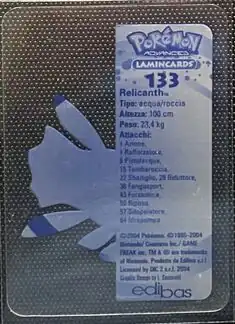 POKéMON
ADVANCED
LAMINCARDS
133
Relicanth™
Tipo: acqua/roccia
Altezza: 100 cm
Peso: 23,4 kg
Attacchi:
1 Azione,
1 Rafforzatore,
8 Pistolacqua,
15 Tombaroccia,
22 Sbadiglio, 29 Riduttore,
36 Fangosport,
43 Forzantica,
50 Riposo,
57 Sdoppiatore,
64 Idropompa
©2004 Pokémon. ©1995-2004
Nintendo/ Creatures Inc./ GAME
FREAK inc. TM & ® are trademarks
of Nintendo. Prodotto da Edibas s.r.l
Licensed by DIC 2 s.r.l. 2004
edibas